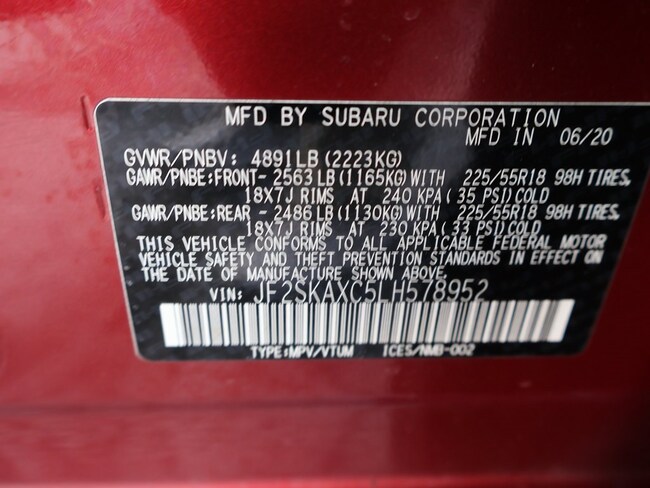 MFD BY SUBARU CORPORATION
MFD IN 06/20
GVWR/PNBV: 4891LB(2223KG)
GAWR/PNBE:FRONT-2563LB(1165KG)WITH 225/55R18 98H TIRES,
18X7J RIMS AT 240 KPA(35 PSI)COLD
GAWR/PNBE:REAR-2486LB(1130KG)WITH 225/55R18 98H TIRES,
18X7J RIMS AT 230 KPA(33 PSI)COLD
THIS VEHICLE CONFORMS TO ALL APPLICABLE FEDERAL MOTOR
VEHICLE SAFETY AND THEFT PREVENTION STANDARDS IN EFFECT ON
THE DATE OF MANUFACTURE SHOWN ABOVE.
VIN: JF2SKAXC5LH578952
TYPE:MPV/VTUM ICES/NMB-002